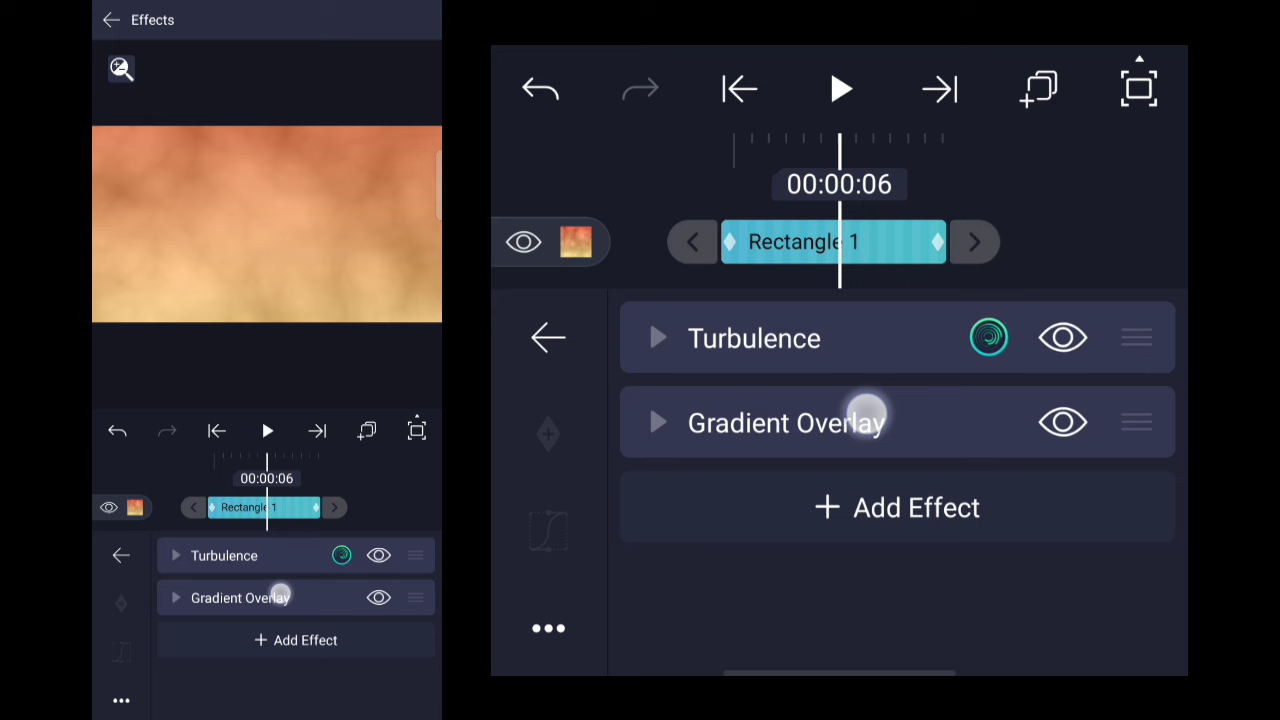 Effects
00:00:06
Rectangle 1
Turbulence
Gradient Overlay
+ Add Effect
00:00:06
Rectangle 1
Turbulence
Gradient Overlay
+ Add Effect